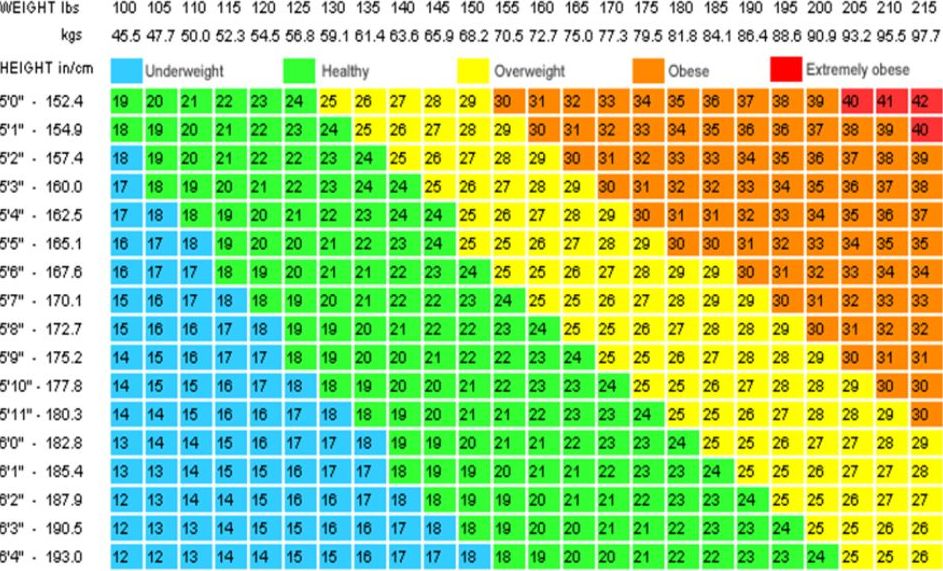 WEIGHT lbs 100 105 110 115 120 125 130 135 140 145 150 155 160 165 170 175 180 185 190 195 200 205 210 215
kgs 45.5 47.7 50.0 52.3 54.5 56.8 59.1 61.4 63.6 65.9 68.2 70.5 72.7 75.0 77.3 79.5 81.8 84.1 86.4 88.6 90.9 93.2 95.5 97.7
HEIGHT in/cm Underweight Healthy Overweight Obese Extremely obese
5'0" - 152.4 19 20 21 22 23 24 25 26 27 28 29 30 31 32 33 34 35 36 37 38 39 40 41 42
5'1" - 154.9 18 19 20 21 22 23 24 25 26 27 28 29 30 31 32 33 34 35 36 36 37 38 39 40
5'2" - 157.4 18 19 20 21 22 22 23 24 25 26 27 28 29 30 31 32 33 33 34 35 36 37 38 39
5'3" - 160.0 17 18 19 20 21 22 23 24 24 25 26 27 28 29 30 31 32 32 33 34 35 36 37 38
5'4" - 162.5 17 18 18 19 20 21 22 23 24 24 25 26 27 28 29 30 31 31 32 33 34 35 36 37
5'5" - 165.1 16 17 18 19 20 20 21 22 23 24 25 25 26 27 28 29 30 30 31 32 33 34 35 35
5'6" - 167.6 16 17 17 18 19 20 21 21 22 23 24 25 25 26 27 28 29 29 30 31 32 33 34 34
5'7" - 170.1 15 16 17 18 18 19 20 21 22 22 23 24 25 25 26 27 28 29 29 30 31 32 33 33
5'8" - 172.7 15 16 16 17 18 19 19 20 21 22 22 23 24 25 25 26 27 28 28 29 30 31 32 32
5'9" - 175.2 14 15 16 17 17 18 19 20 20 21 22 22 23 24 25 25 26 27 28 28 29 30 31 31
5'10" - 177.8 14 15 15 16 17 18 18 19 20 20 21 22 23 23 24 25 25 26 27 28 28 29 30 30
5'11" - 180.3 14 14 15 16 16 17 18 18 19 20 21 21 22 23 23 24 25 25 26 27 28 28 29 30
6'0" - 182.8 13 14 14 15 16 17 17 18 19 19 20 21 21 22 23 23 24 25 25 26 27 27 28 29
6'1" - 185.4 13 13 14 15 15 16 17 17 18 19 19 20 21 21 22 23 23 24 25 25 26 27 27 28
6'2" - 187.9 12 13 14 14 15 16 16 17 18 18 19 19 20 21 21 22 23 23 24 25 25 26 27 27
6'3" - 190.5 12 13 13 14 15 15 16 16 17 18 18 19 20 20 21 21 22 23 23 24 25 25 26 26
6'4" - 193.0 12 12 13 14 14 15 15 16 17 17 18 18 19 20 20 21 22 22 23 23 24 25 25 26